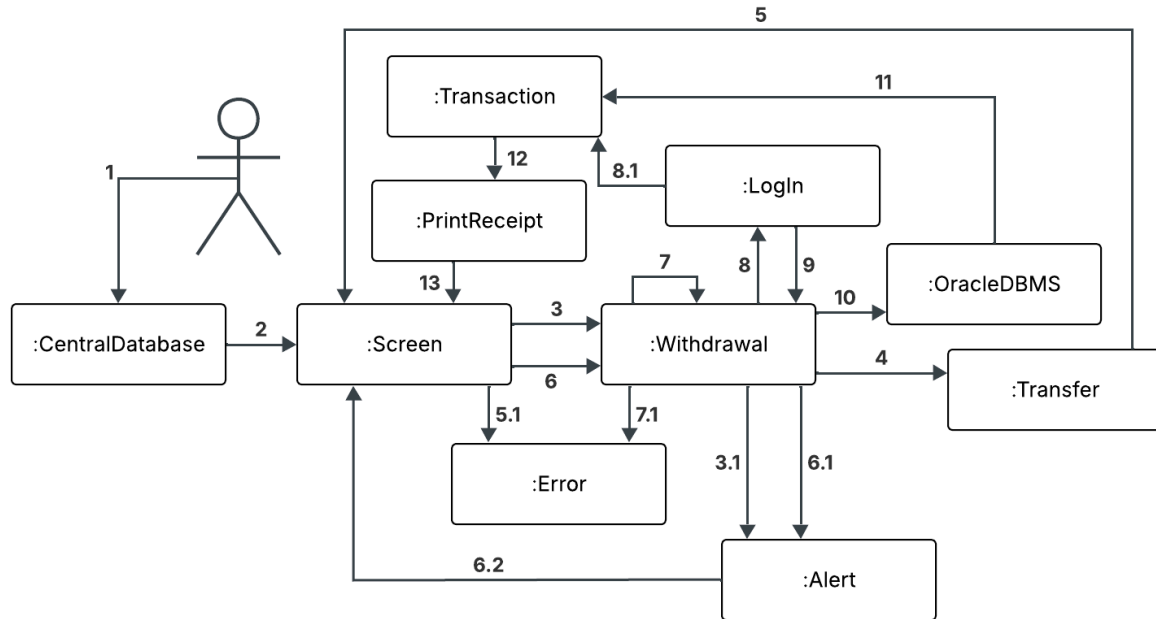 5
:Transaction
11
12
8.1
:LogIn
1
:PrintReceipt
7
8
9
:OracleDBMS
13
10
:CentralDatabase
2
:Screen
3
:Withdrawal
4
6
:Transfer
5.1
7.1
3.1
6.1
:Error
6.2
:Alert